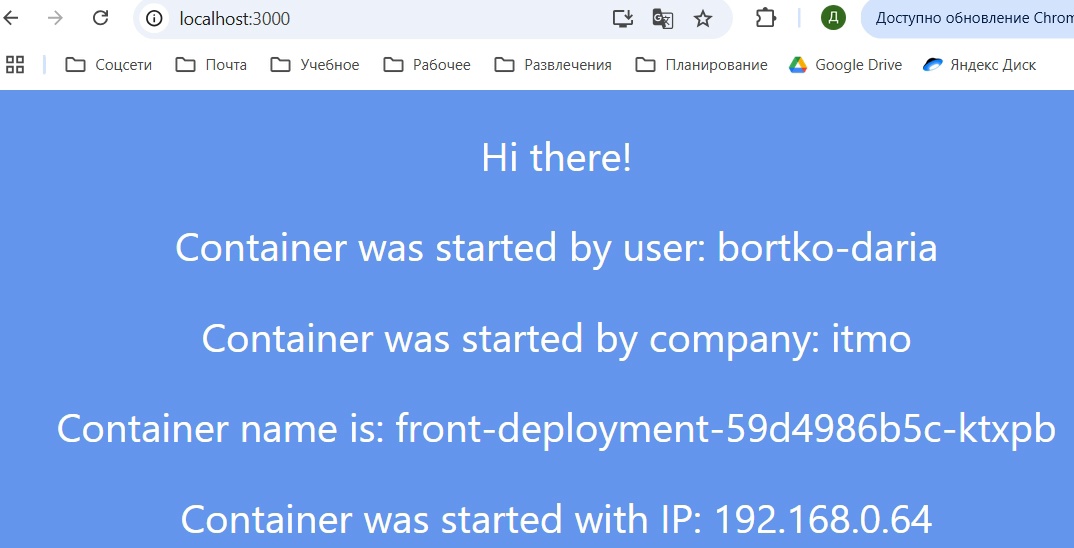 localhost:3000
Д
Доступно обновление Chrom
Соцсети Почта Учебное Рабочее Развлечения Планирование Google Drive Яндекс Диск
Hi there!
Container was started by user: bortko-daria
Container was started by company: itmo
Container name is: front-deployment-59d4986b5c-ktxpb
Container was started with IP: 192.168.0.64